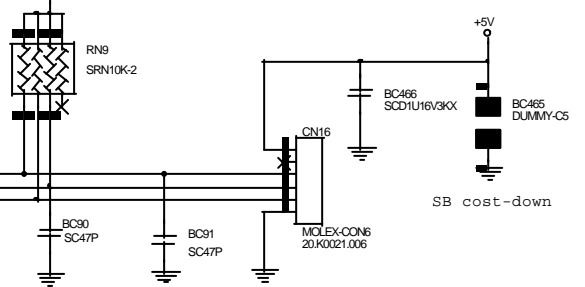 +5V
RN9
SRN10K-2
BC466
SCD1U16V3KX
BC465
DUMMY-C5
CN16
SB cost-down
BC90
SC47P
BC91
SC47P
MOLEX-CON6
20.K0021.006